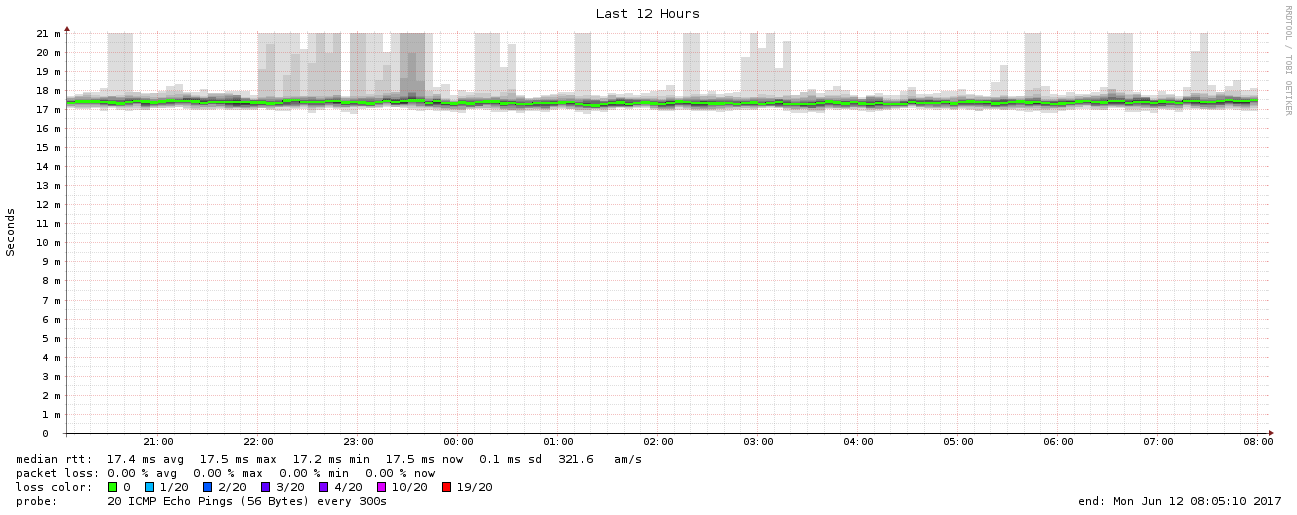 Last 12 Hours
RRDTOOL / TOBI OETIKER
Seconds
21 m
20 m
19 m
18 m
17 m
16 m
15 m
14 m
13 m
12 m
11 m
10 m
9 m
8 m
7 m
6 m
5 m
4 m
3 m
2 m
1 m
0
21:00 22:00 23:00 00:00 01:00 02:00 03:00 04:00 05:00 06:00 07:00 08:00
median rtt: 17.4 ms avg 17.5 ms max 17.2 ms min 17.5 ms now 0.1 ms sd 321.6 am/s
packet loss: 0.00 % avg 0.00 % max 0.00 % min 0.00 % now
loss color: 0 1/20 2/20 3/20 4/20 10/20 19/20
probe: 20 ICMP Echo Pings (56 Bytes) every 300s end: Mon Jun 12 08:05:10 2017